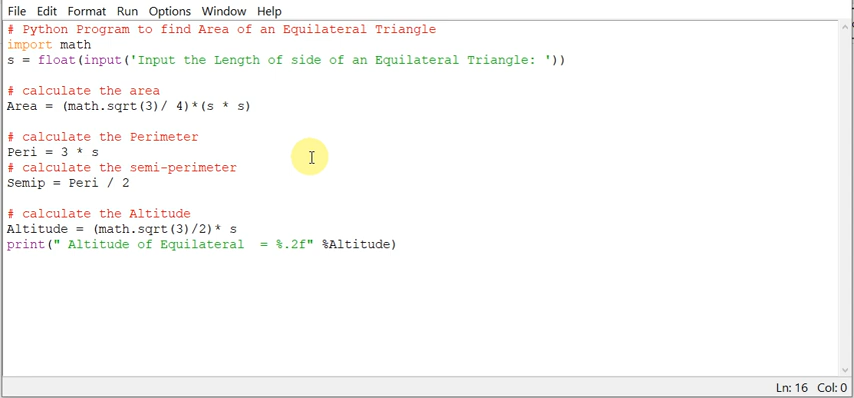 File Edit Format Run Options Window Help
# Python Program to find Area of an Equilateral Triangle
import math
s = float(input('Input the Length of side of an Equilateral Triangle: '))
# calculate the area
Area = (math.sqrt(3)/ 4)*(s * s)
# calculate the Perimeter
Peri = 3 * s
# calculate the semi-perimeter
Semip = Peri / 2
# calculate the Altitude
Altitude = (math.sqrt(3)/2)* s
print(" Altitude of Equilateral  = %.2f" %Altitude)
Ln: 16 Col: 0